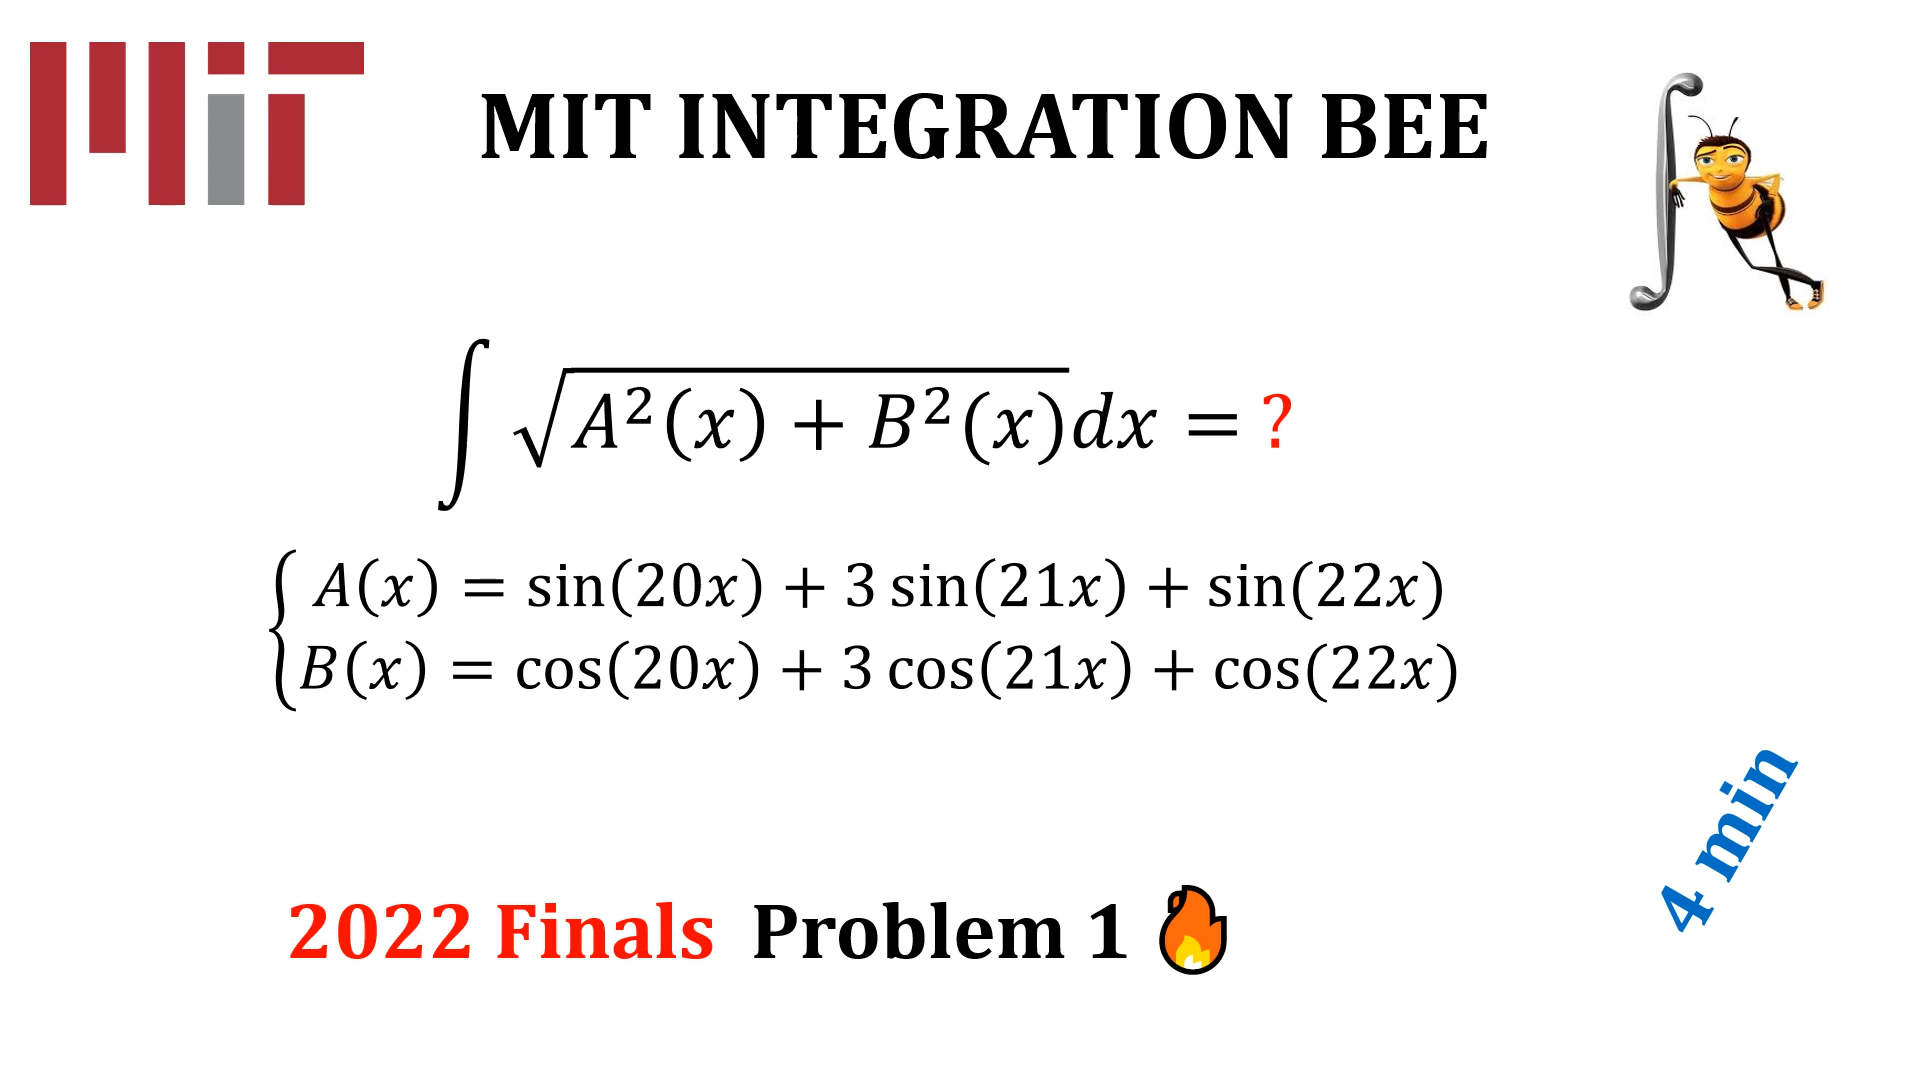 MIT
MIT INTEGRATION BEE
∫ √(A²(x) + B²(x)) dx = ?
{ A(x) = sin(20x) + 3 sin(21x) + sin(22x)
B(x) = cos(20x) + 3 cos(21x) + cos(22x)
4 min
2022 Finals Problem 1 🔥